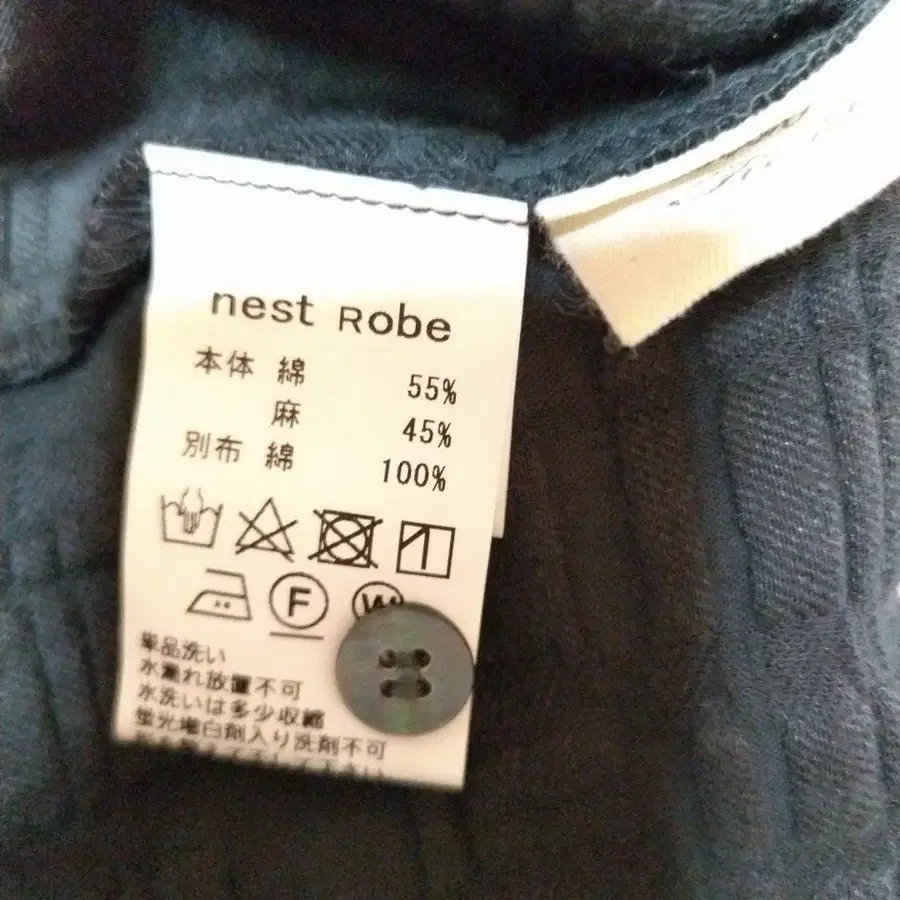 nest Robe
本体 綿 55%
麻 45%
別布 綿 100%
F
W
単品洗い
水濡れ放置不可
水洗いは多少収縮
蛍光増白剤入り洗剤不可